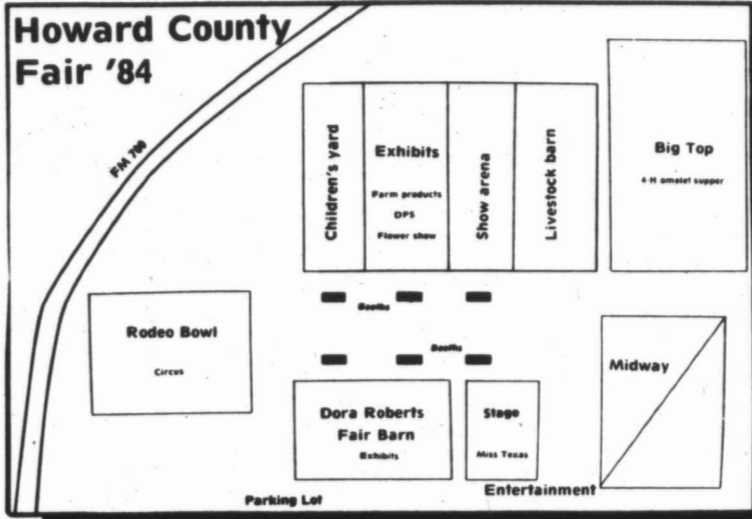 Howard County
Fair '84
FM 700
Children's yard
Exhibits
Farm products
DPS
Flower show
Show arena
Livestock barn
Big Top
4-H omelet supper
Booths
Booths
Rodeo Bowl
Circus
Midway
Dora Roberts
Fair Barn
Exhibits
Stage
Miss Texas
Entertainment
Parking Lot